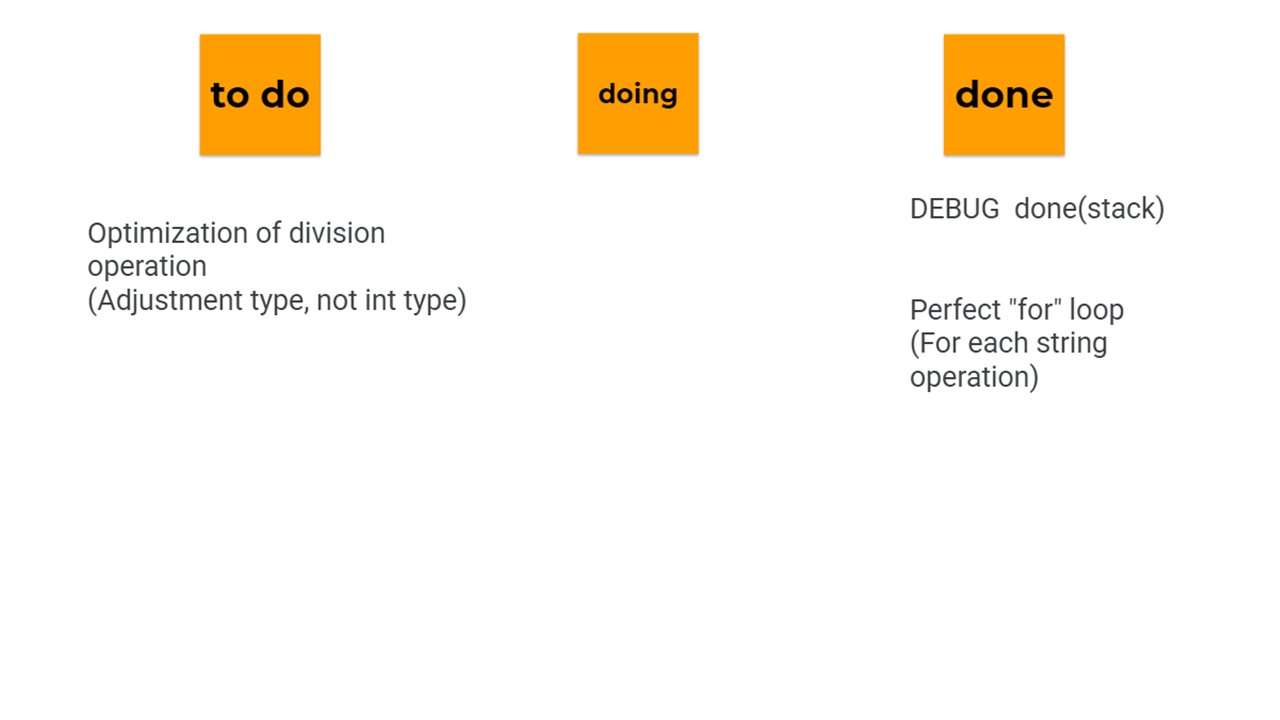 to do
doing
done
Optimization of division
operation
(Adjustment type, not int type)
DEBUG  done(stack)
Perfect "for" loop
(For each string
operation)